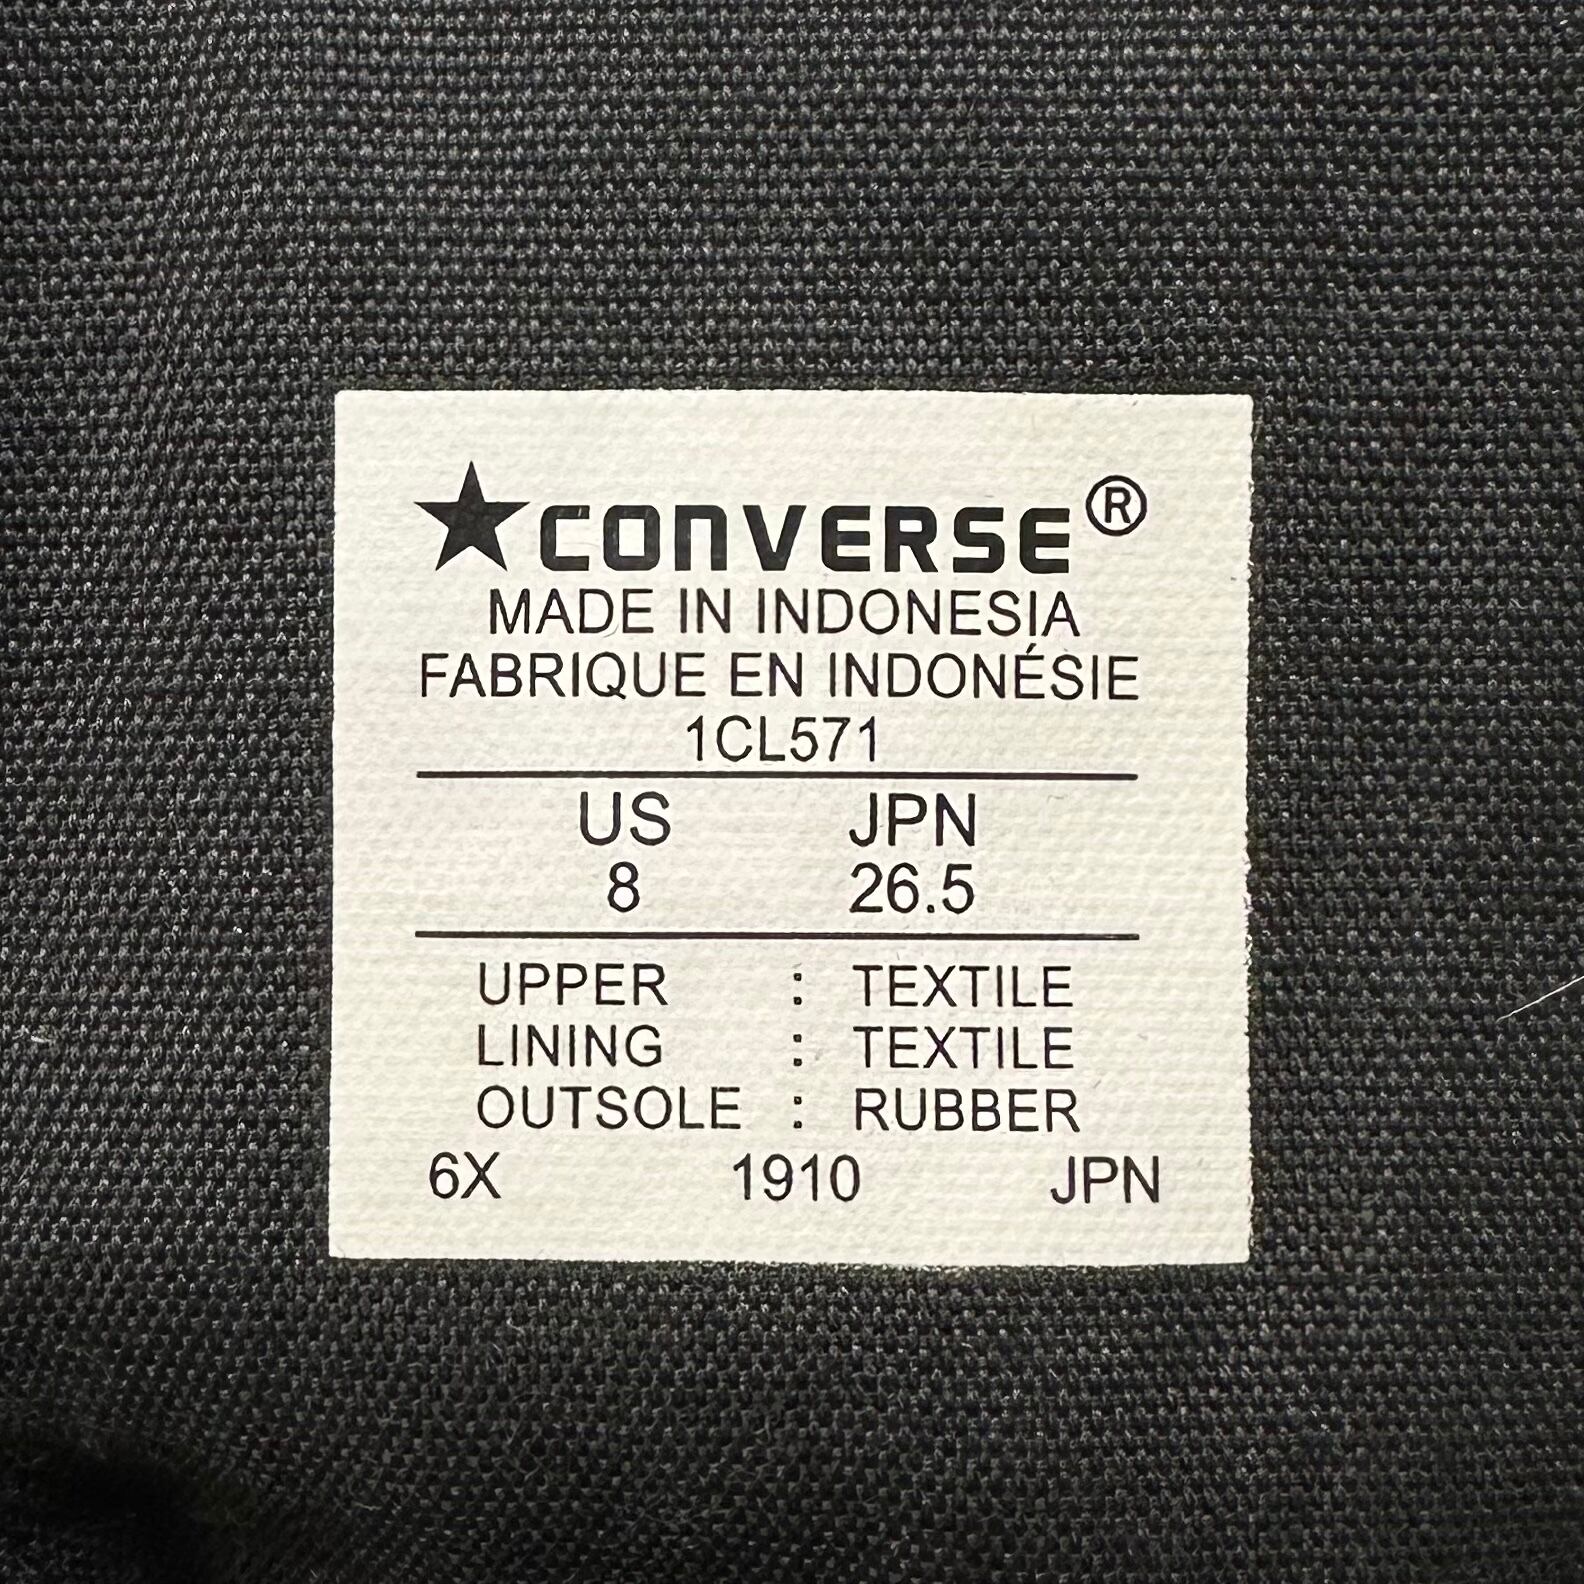 ★CONVERSE®
MADE IN INDONESIA
FABRIQUE EN INDONÉSIE
1CL571
US JPN
8 26.5
UPPER : TEXTILE
LINING : TEXTILE
OUTSOLE : RUBBER
6X 1910 JPN